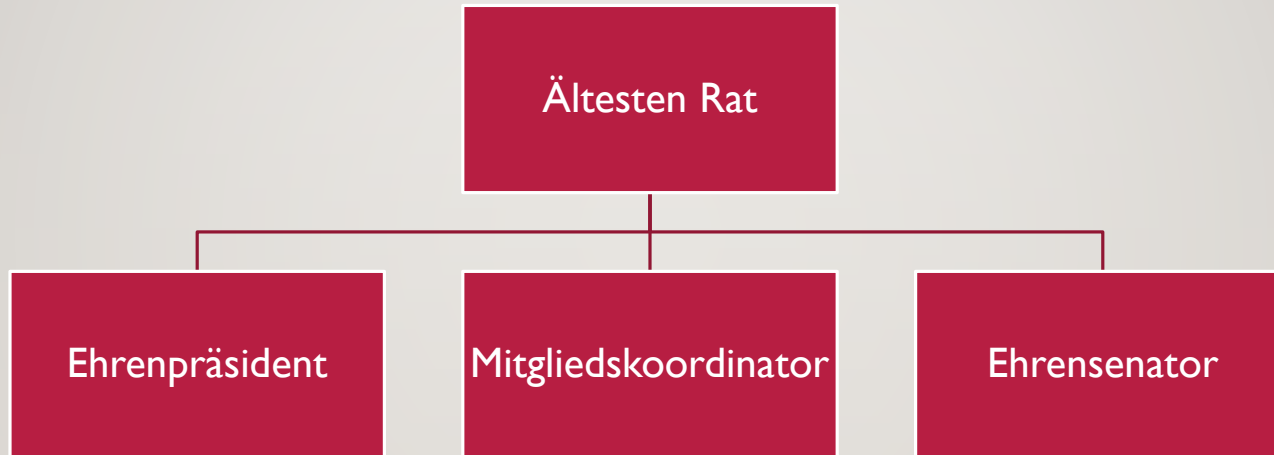 Ältesten Rat
Ehrenpräsident
Mitgliedskoordinator
Ehrensenator